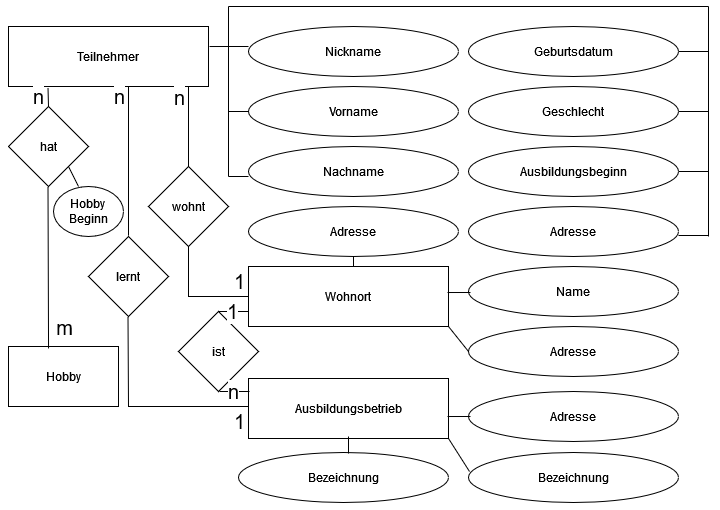 Teilnehmer
Nickname
Geburtsdatum
n
n
n
Vorname
Geschlecht
hat
Nachname
Ausbildungsbeginn
Hobby
Beginn
wohnt
Adresse
Adresse
lernt
1
Wohnort
Name
1
m
ist
Adresse
Hobby
n
Ausbildungsbetrieb
Adresse
1
Bezeichnung
Bezeichnung